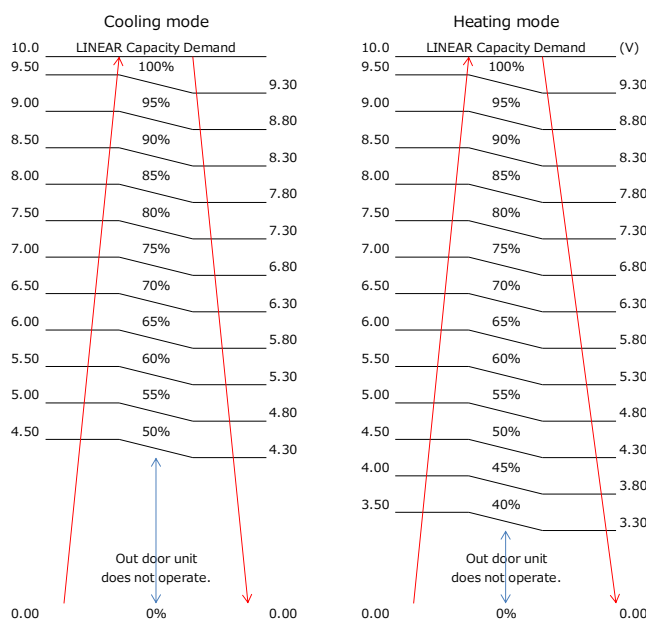 Cooling mode Heating mode
10.0 LINEAR Capacity Demand 10.0 LINEAR Capacity Demand (V)
9.50 100% 9.50 100%
9.30 9.30
9.00 95% 9.00 95%
8.80 8.80
8.50 90% 8.50 90%
8.30 8.30
8.00 85% 8.00 85%
7.80 7.80
7.50 80% 7.50 80%
7.30 7.30
7.00 75% 7.00 75%
6.80 6.80
6.50 70% 6.50 70%
6.30 6.30
6.00 65% 6.00 65%
5.80 5.80
5.50 60% 5.50 60%
5.30 5.30
5.00 55% 5.00 55%
4.80 4.80
4.50 50% 4.50 50%
4.30 4.30
4.00 45%
3.80
3.50 40%
3.30
Out door unit Out door unit
does not operate. does not operate.
0.00 0% 0.00 0.00 0% 0.00